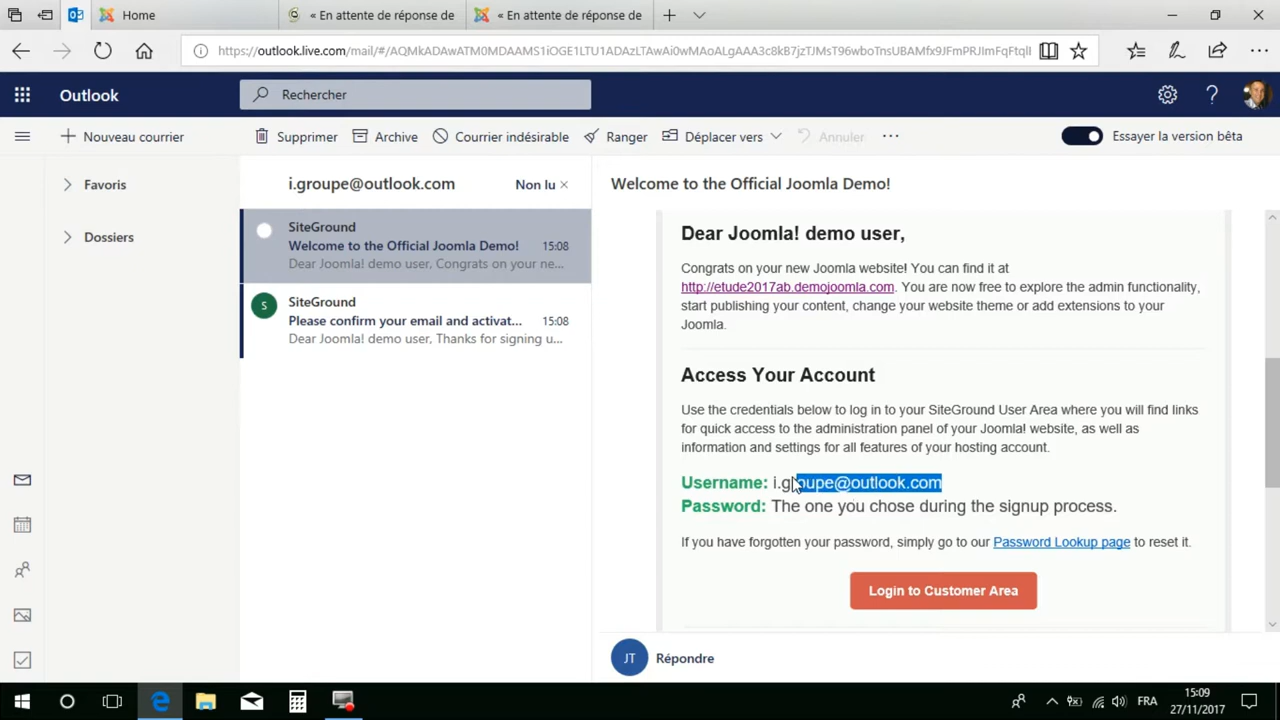 Home
« En attente de réponse de
« En attente de réponse de
https://outlook.live.com/mail/#/AQMkADAwATM0MDAAMS1iOGE1LTU1ADAzLTAwAi0wMAoALgAAA3c8kB7jzTJMsT96wboTnsUBAMfx9JFmPRJImFqFtqlI
Outlook
Rechercher
Nouveau courrier
Supprimer
Archive
Courrier indésirable
Ranger
Déplacer vers
Annuler
Essayer la version bêta
Favoris
Dossiers
i.groupe@outlook.com
Non lu
SiteGround
Welcome to the Official Joomla Demo! 15:08
Dear Joomla! demo user, Congrats on your ne...
S
SiteGround
Please confirm your email and activat... 15:08
Dear Joomla! demo user, Thanks for signing u...
Welcome to the Official Joomla Demo!
Dear Joomla! demo user,
Congrats on your new Joomla website! You can find it at
http://etude2017ab.demojoomla.com. You are now free to explore the admin functionality,
start publishing your content, change your website theme or add extensions to your
Joomla.
Access Your Account
Use the credentials below to log in to your SiteGround User Area where you will find links
for quick access to the administration panel of your Joomla! website, as well as
information and settings for all features of your hosting account.
Username: i.groupe@outlook.com
Password: The one you chose during the signup process.
If you have forgotten your password, simply go to our Password Lookup page to reset it.
Login to Customer Area
JT
Répondre
FRA
15:09
27/11/2017